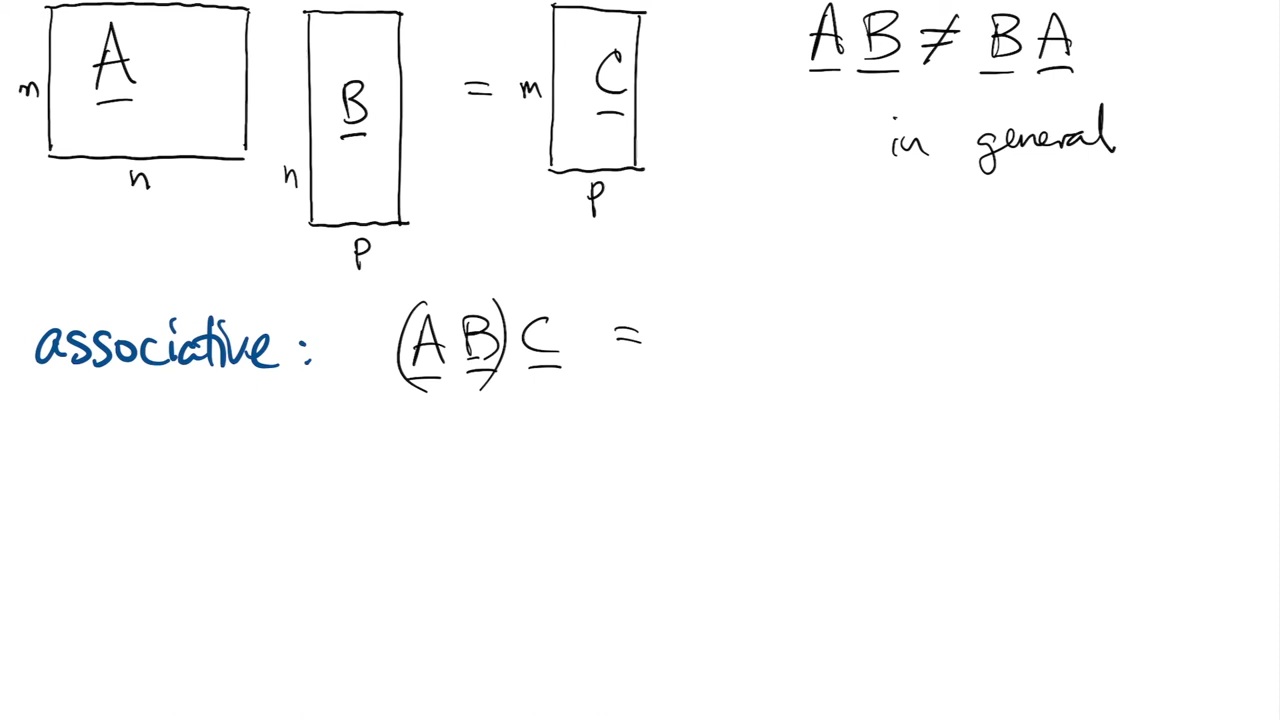 A B = C
n n n p m p
AB ≠ BA
in general
associative: (AB)C =